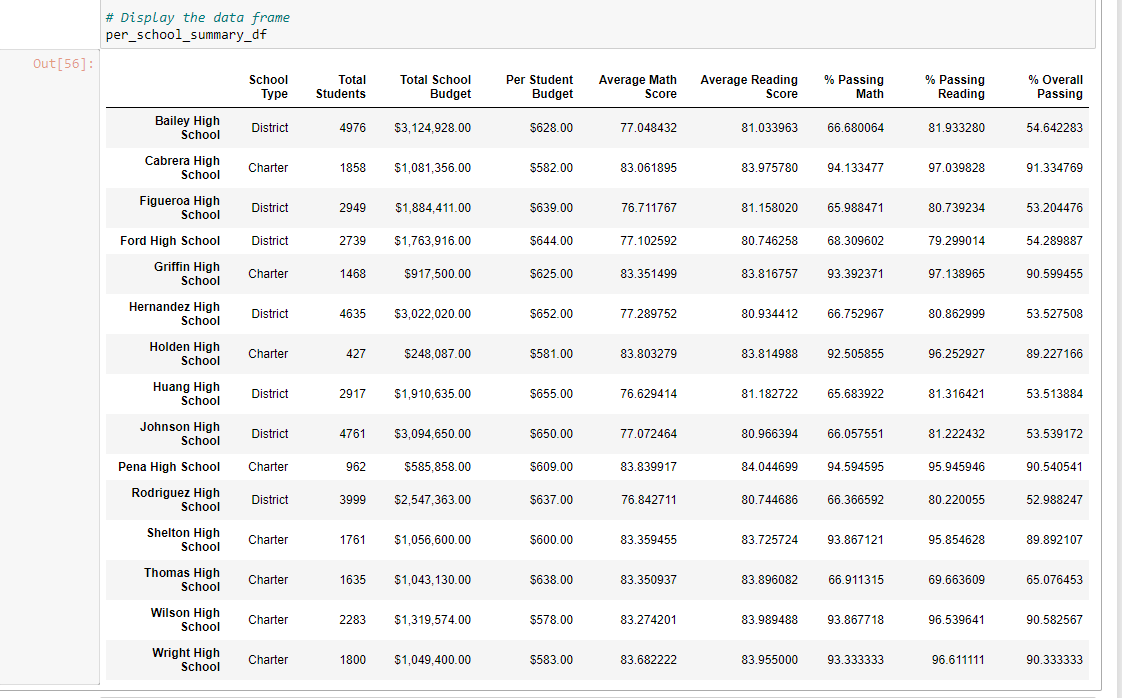 # Display the data frame
per_school_summary_df
Out[56]:
School Type Total Students Total School Budget Per Student Budget Average Math Score Average Reading Score % Passing Math % Passing Reading % Overall Passing
Bailey High School District 4976 $3,124,928.00 $628.00 77.048432 81.033963 66.680064 81.933280 54.642283
Cabrera High School Charter 1858 $1,081,356.00 $582.00 83.061895 83.975780 94.133477 97.039828 91.334769
Figueroa High School District 2949 $1,884,411.00 $639.00 76.711767 81.158020 65.988471 80.739234 53.204476
Ford High School District 2739 $1,763,916.00 $644.00 77.102592 80.746258 68.309602 79.299014 54.289887
Griffin High School Charter 1468 $917,500.00 $625.00 83.351499 83.816757 93.392371 97.138965 90.599455
Hernandez High School District 4635 $3,022,020.00 $652.00 77.289752 80.934412 66.752967 80.862999 53.527508
Holden High School Charter 427 $248,087.00 $581.00 83.803279 83.814988 92.505855 96.252927 89.227166
Huang High School District 2917 $1,910,635.00 $655.00 76.629414 81.182722 65.683922 81.316421 53.513884
Johnson High School District 4761 $3,094,650.00 $650.00 77.072464 80.966394 66.057551 81.222432 53.539172
Pena High School Charter 962 $585,858.00 $609.00 83.839917 84.044699 94.594595 95.945946 90.540541
Rodriguez High School District 3999 $2,547,363.00 $637.00 76.842711 80.744686 66.366592 80.220055 52.988247
Shelton High School Charter 1761 $1,056,600.00 $600.00 83.359455 83.725724 93.867121 95.854628 89.892107
Thomas High School Charter 1635 $1,043,130.00 $638.00 83.350937 83.896082 66.911315 69.663609 65.076453
Wilson High School Charter 2283 $1,319,574.00 $578.00 83.274201 83.989488 93.867718 96.539641 90.582567
Wright High School Charter 1800 $1,049,400.00 $583.00 83.682222 83.955000 93.333333 96.611111 90.333333